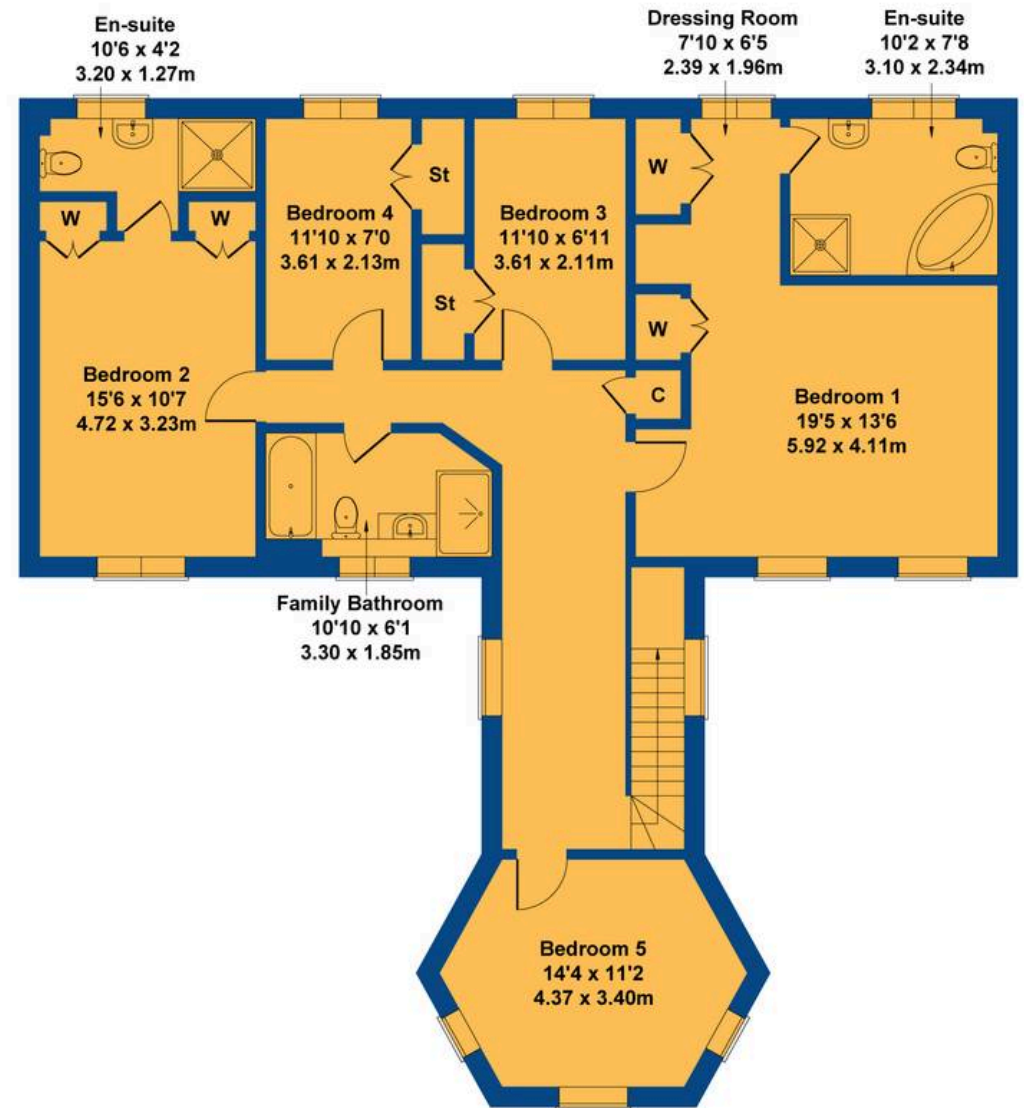 En-suite
10'6 x 4'2
3.20 x 1.27m
Dressing Room
7'10 x 6'5
2.39 x 1.96m
En-suite
10'2 x 7'8
3.10 x 2.34m
W
W
Bedroom 4
11'10 x 7'0
3.61 x 2.13m
St
St
Bedroom 3
11'10 x 6'11
3.61 x 2.11m
W
W
C
Bedroom 2
15'6 x 10'7
4.72 x 3.23m
Bedroom 1
19'5 x 13'6
5.92 x 4.11m
Family Bathroom
10'10 x 6'1
3.30 x 1.85m
Bedroom 5
14'4 x 11'2
4.37 x 3.40m